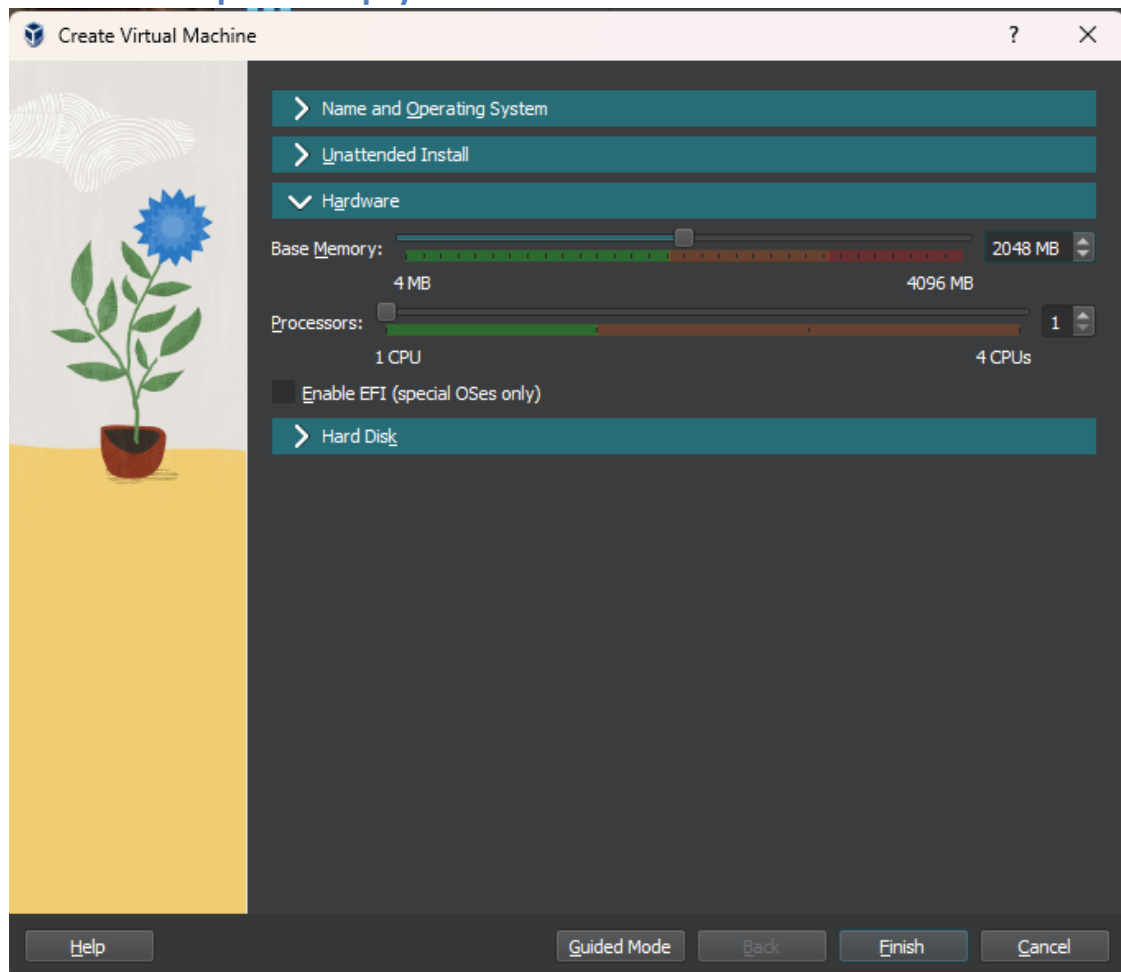 Create Virtual Machine
?
Name and Operating System
Unattended Install
Hardware
Base Memory:
2048 MB
4 MB
4096 MB
Processors:
1
1 CPU
4 CPUs
Enable EFI (special OSes only)
Hard Disk
Help
Guided Mode
Back
Finish
Cancel